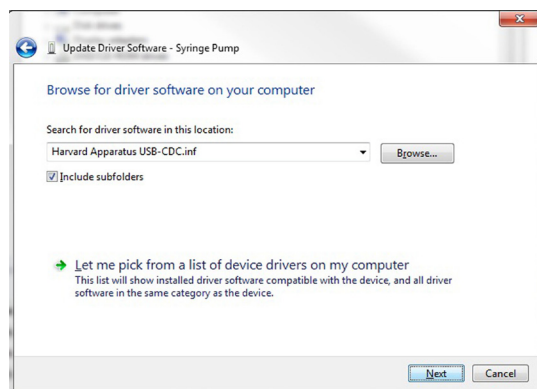 Update Driver Software - Syringe Pump
Browse for driver software on your computer
Search for driver software in this location:
Harvard Apparatus USB-CDC.inf
Browse...
Include subfolders
Let me pick from a list of device drivers on my computer
This list will show installed driver software compatible with the device, and all driver
software in the same category as the device.
Next
Cancel